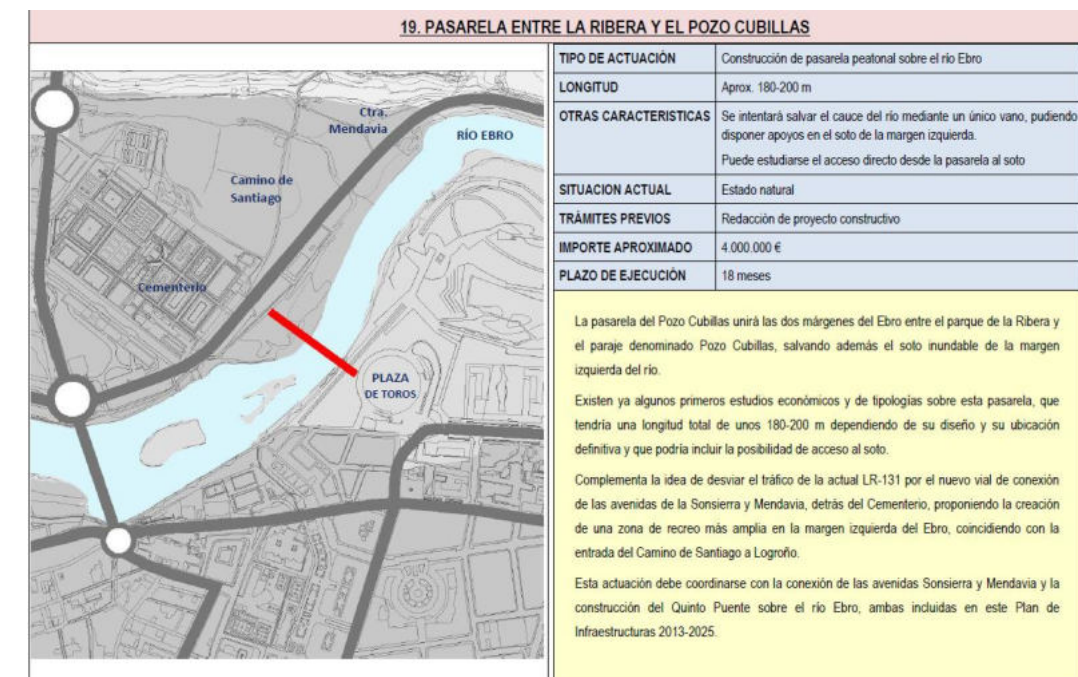 19. PASARELA ENTRE LA RIBERA Y EL POZO CUBILLAS
Ctra.
Mendavia
RÍO EBRO
Camino de
Santiago
Cementerio
PLAZA
DE TOROS
TIPO DE ACTUACIÓN
Construcción de pasarela peatonal sobre el río Ebro
LONGITUD
Aprox. 180-200 m
OTRAS CARACTERISTICAS
Se intentará salvar el cauce del río mediante un único vano, pudiendo
disponer apoyos en el soto de la margen izquierda.
Puede estudiarse el acceso directo desde la pasarela al soto
SITUACION ACTUAL
Estado natural
TRÁMITES PREVIOS
Redacción de proyecto constructivo
IMPORTE APROXIMADO
4.000.000 €
PLAZO DE EJECUCIÓN
18 meses
La pasarela del Pozo Cubillas unirá las dos márgenes del Ebro entre el parque de la Ribera y
el paraje denominado Pozo Cubillas, salvando además el soto inundable de la margen
izquierda del río.
Existen ya algunos primeros estudios económicos y de tipologías sobre esta pasarela, que
tendría una longitud total de unos 180-200 m dependiendo de su diseño y su ubicación
definitiva y que podría incluir la posibilidad de acceso al soto.
Complementa la idea de desviar el tráfico de la actual LR-131 por el nuevo vial de conexión
de las avenidas de la Sonsierra y Mendavia, detrás del Cementerio, proponiendo la creación
de una zona de recreo más amplia en la margen izquierda del Ebro, coincidiendo con la
entrada del Camino de Santiago a Logroño.
Esta actuación debe coordinarse con la conexión de las avenidas Sonsierra y Mendavia y la
construcción del Quinto Puente sobre el río Ebro, ambas incluidas en este Plan de
Infraestructuras 2013-2025.